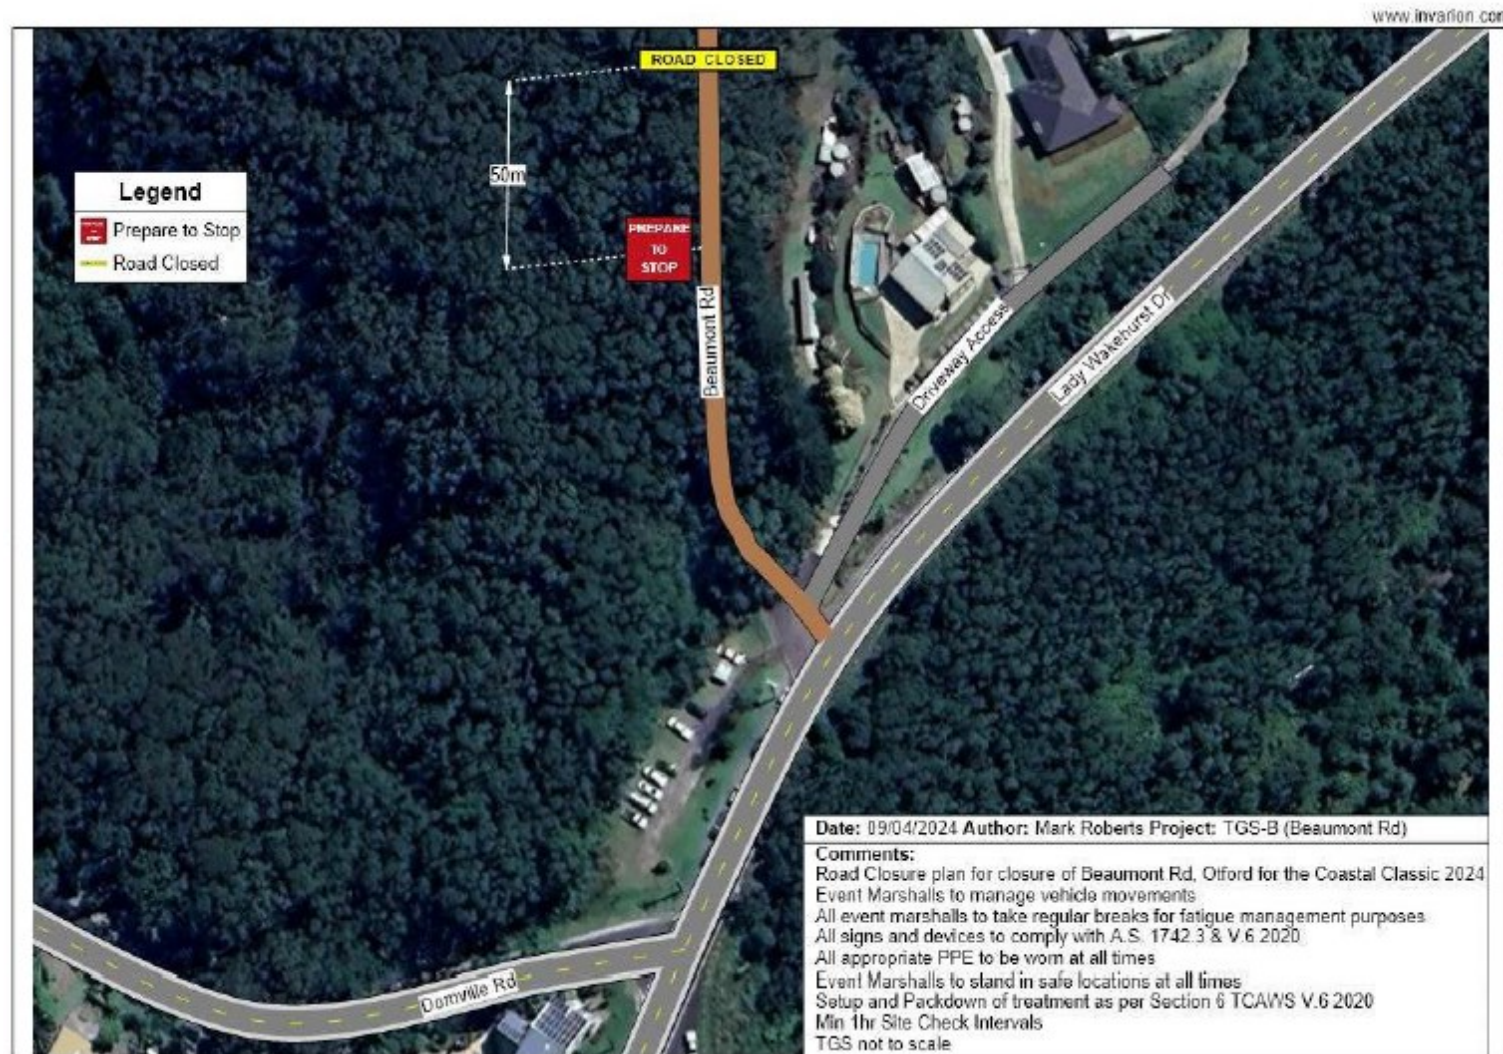 www.invarion.com
ROAD CLOSED
50m
Legend
Prepare to Stop
Road Closed
PREPARE
TO
STOP
Beaumont Rd
Driveway Access
Lady Wakehurst Dr
Domville Rd
Date: 09/04/2024 Author: Mark Roberts Project: TGS-B (Beaumont Rd)
Comments:
Road Closure plan for closure of Beaumont Rd, Otford for the Coastal Classic 2024
Event Marshalls to manage vehicle movements
All event marshalls to take regular breaks for fatigue management purposes
All signs and devices to comply with A.S. 1742.3 & V.6 2020
All appropriate PPE to be worn at all times
Event Marshalls to stand in safe locations at all times
Setup and Packdown of treatment as per Section 6 TCAWS V.6 2020
Min 1hr Site Check Intervals
TGS not to scale